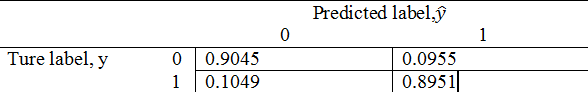 Predicted label,ŷ
0 1
Ture label, y 0 0.9045 0.0955
1 0.1049 0.8951